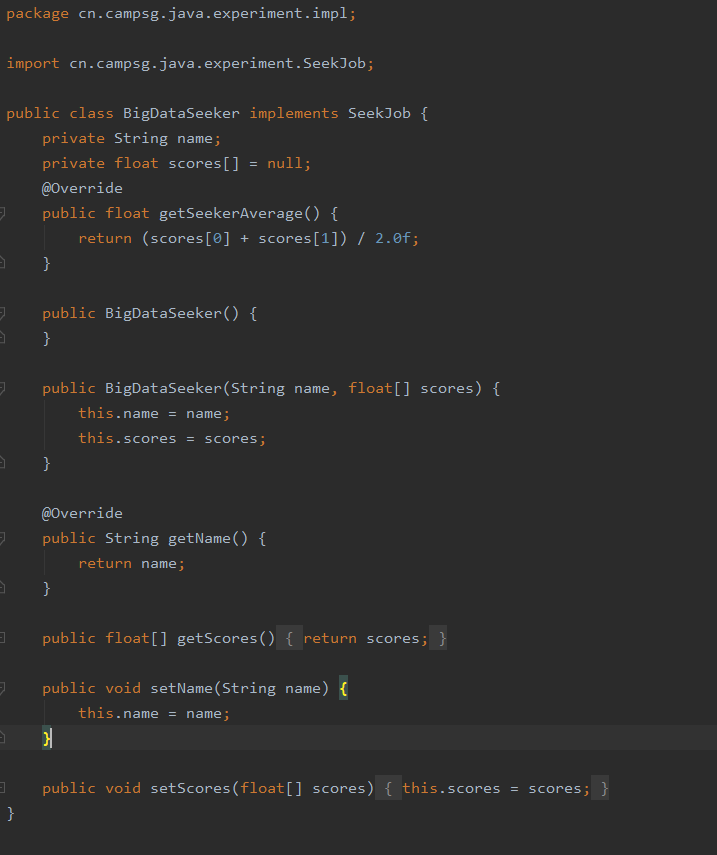 package cn.campsg.java.experiment.impl;
import cn.campsg.java.experiment.SeekJob;
public class BigDataSeeker implements SeekJob {
    private String name;
    private float scores[] = null;
    @Override
    public float getSeekerAverage() {
        return (scores[0] + scores[1]) / 2.0f;
    }
    public BigDataSeeker() {
    }
    public BigDataSeeker(String name, float[] scores) {
        this.name = name;
        this.scores = scores;
    }
    @Override
    public String getName() {
        return name;
    }
    public float[] getScores() { return scores; }
    public void setName(String name) {
        this.name = name;
    }
    public void setScores(float[] scores) { this.scores = scores; }
}